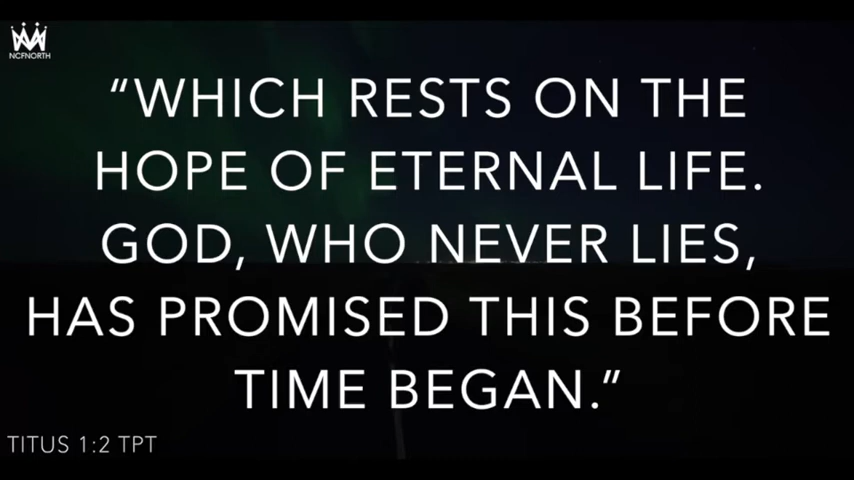 NCFNORTH
“WHICH RESTS ON THE
HOPE OF ETERNAL LIFE.
GOD, WHO NEVER LIES,
HAS PROMISED THIS BEFORE
TIME BEGAN.”
TITUS 1:2 TPT